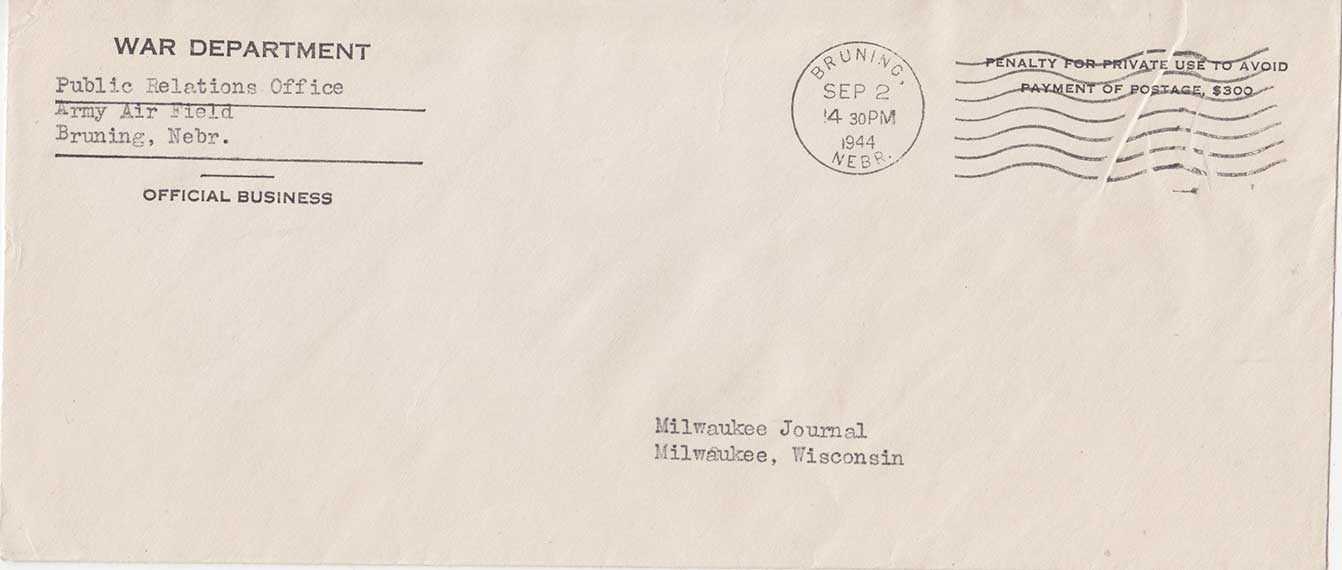 WAR DEPARTMENT
Public Relations Office
Army Air Field
Bruning, Nebr.
OFFICIAL BUSINESS
BRUNING,
SEP 2
4 30PM
1944
NEBR.
PENALTY FOR PRIVATE USE TO AVOID
PAYMENT OF POSTAGE, $300
Milwaukee Journal
Milwaukee, Wisconsin